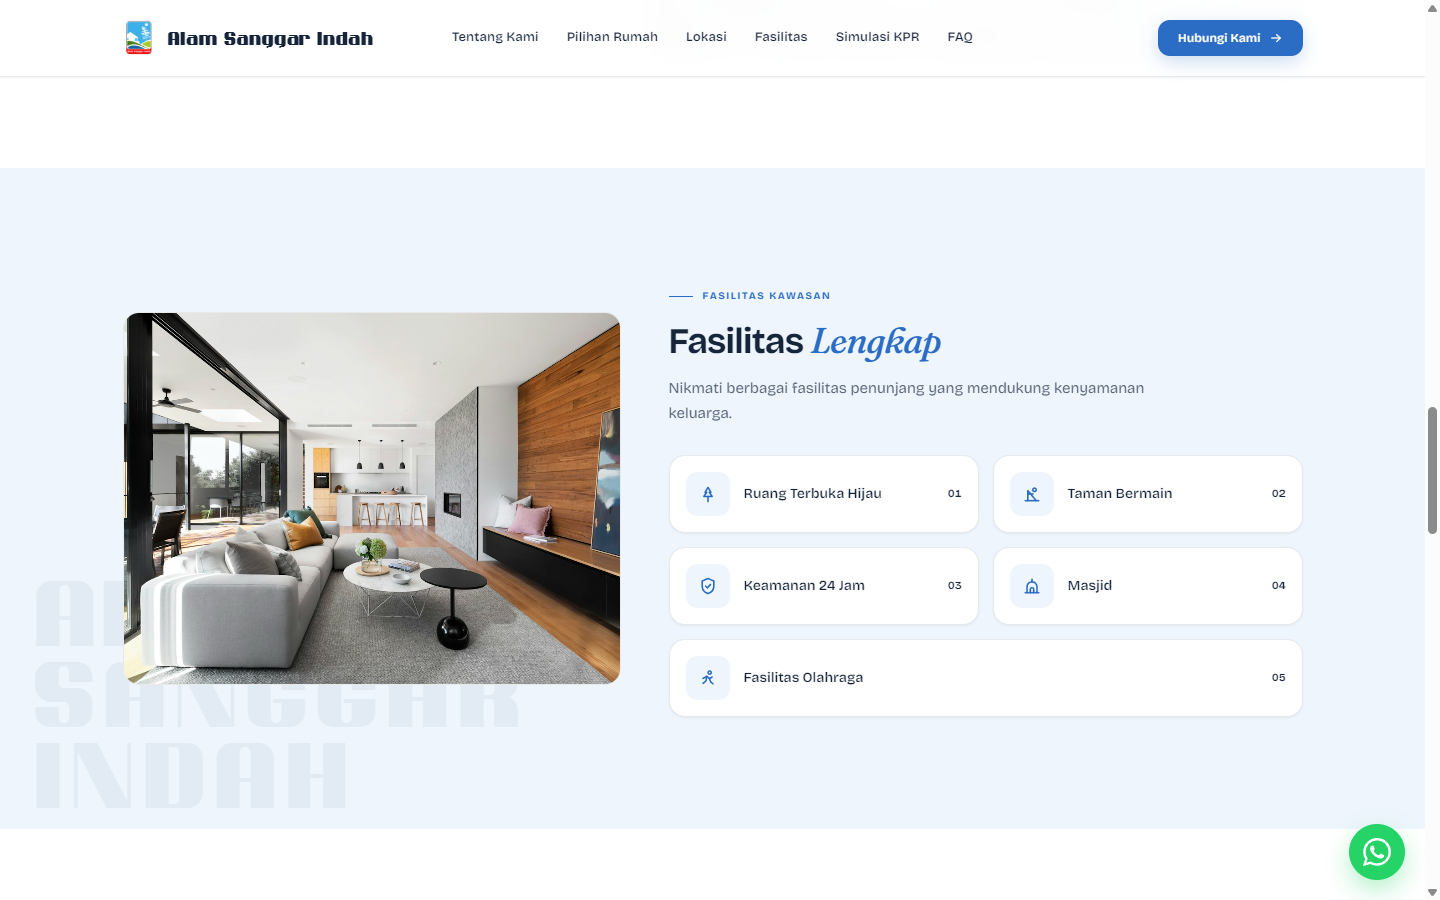 Alam Sanggar Indah
Tentang Kami
Pilihan Rumah
Lokasi
Fasilitas
Simulasi KPR
FAQ
Hubungi Kami
FASILITAS KAWASAN
Fasilitas Lengkap
Nikmati berbagai fasilitas penunjang yang mendukung kenyamanan
keluarga.
Ruang Terbuka Hijau 01
Taman Bermain 02
Keamanan 24 Jam 03
Masjid 04
Fasilitas Olahraga 05
SANGGAR
INDAH